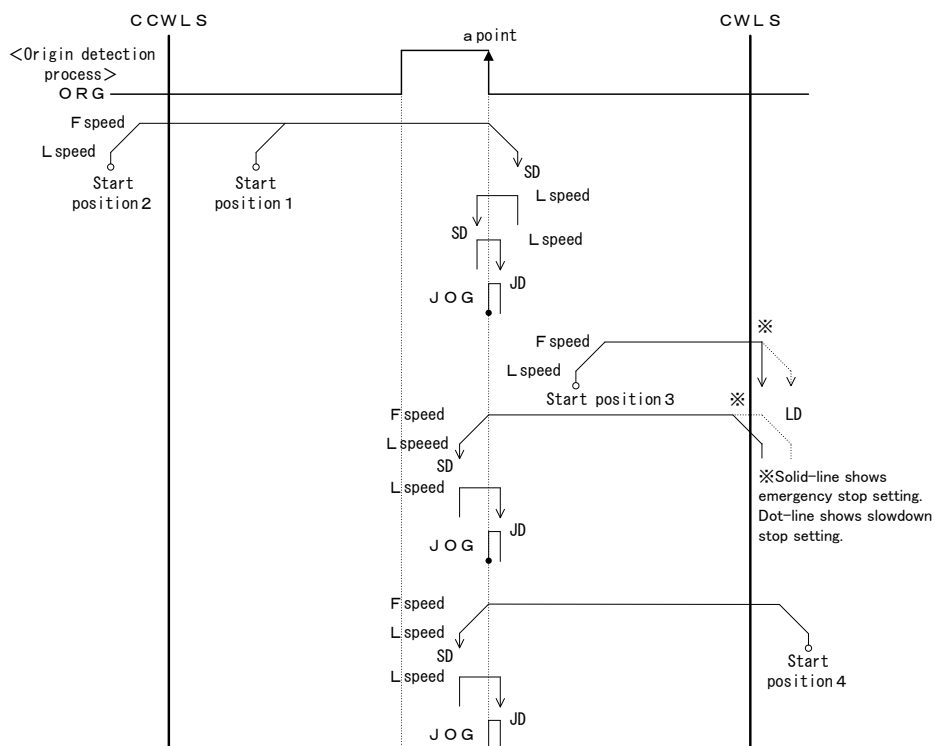 CCWLS
CWLS
a point
<Origin detection
process>
ORG
F speed
L speed
Start
position 2
Start
position 1
SD
L speed
SD
L speed
JD
JOG
※
F speed
L speed
Start position 3
LD
※
F speed
L speeed
SD
L speed
※Solid-line shows
emergency stop setting.
Dot-line shows slowdown
stop setting.
JD
JOG
F speed
L speed
SD
Start
position 4
L speed
JD
JOG